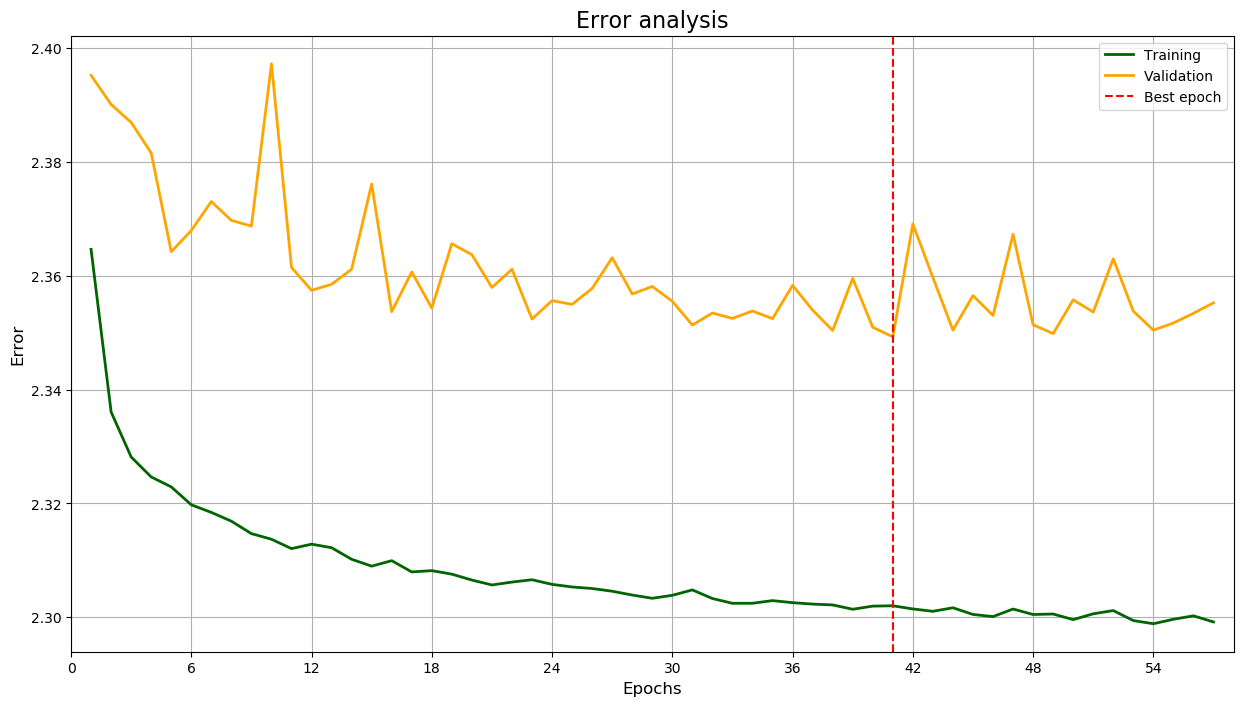 Error analysis
Training
Validation
Best epoch
2.40
2.38
2.36
2.34
2.32
2.30
Error
0 6 12 18 24 30 36 42 48 54
Epochs